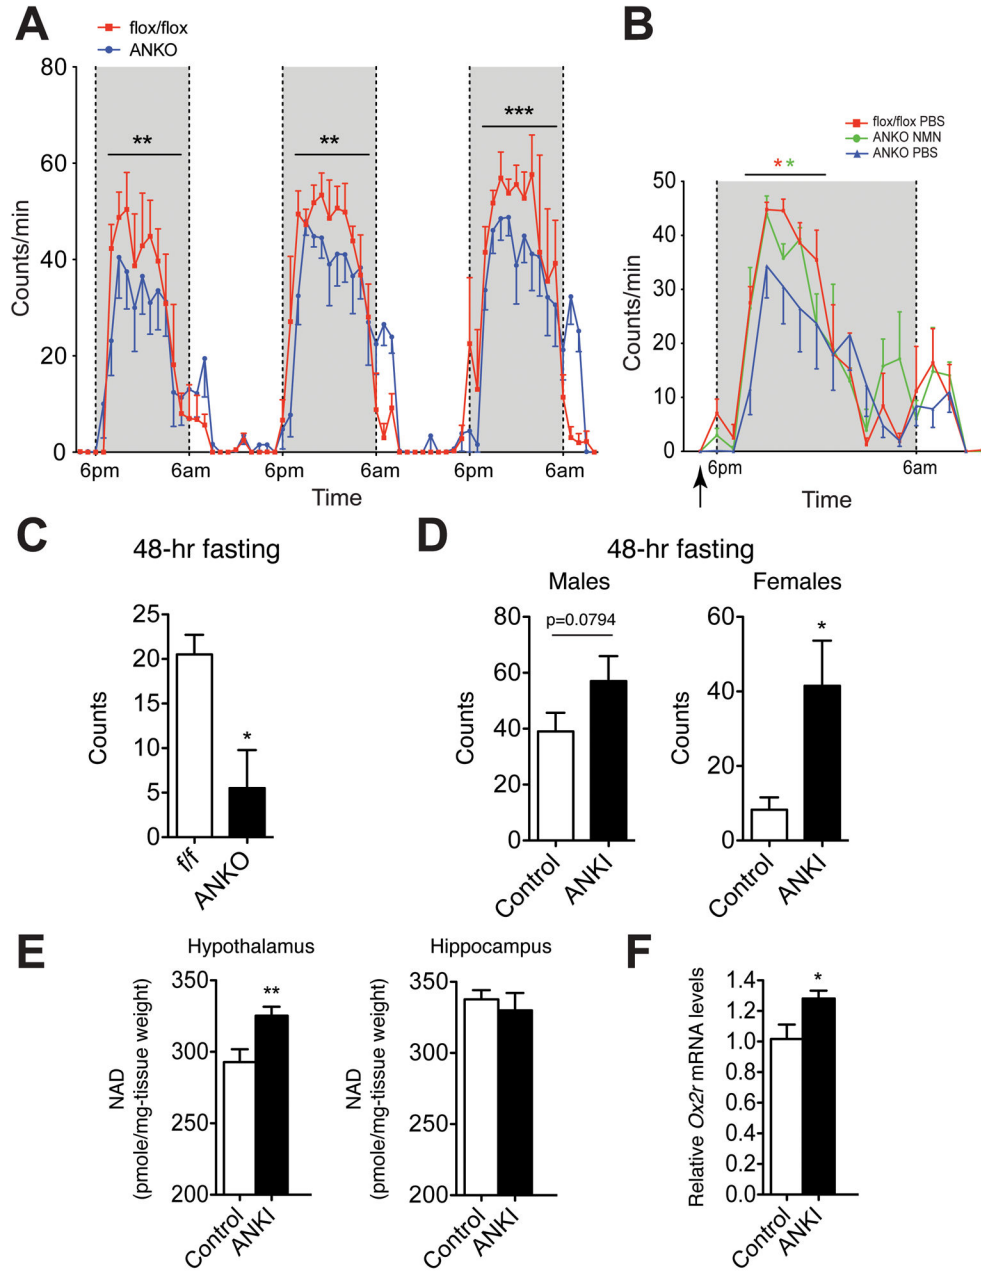 A
flox/flox
ANKO
80
60
40
20
0
Counts/min
**
**
***
6pm
6am
6pm
6am
6pm
6am
Time
B
flox/flox PBS
ANKO NMN
ANKO PBS
**
50
40
30
20
10
0
Counts/min
6pm
6am
Time
C
48-hr fasting
25
20
15
10
5
0
Counts
*
f/f
ANKO
D
48-hr fasting
Males
80
60
40
20
0
Counts
p=0.0794
Control
ANKI
Females
60
40
20
0
Counts
*
Control
ANKI
E
Hypothalamus
350
300
250
200
NAD
(pmole/mg-tissue weight)
**
Control
ANKI
Hippocampus
350
300
250
200
NAD
(pmole/mg-tissue weight)
Control
ANKI
F
1.4
1.2
1.0
0.8
0.6
0.4
0.2
0.0
Relative Ox2r mRNA levels
*
Control
ANKI